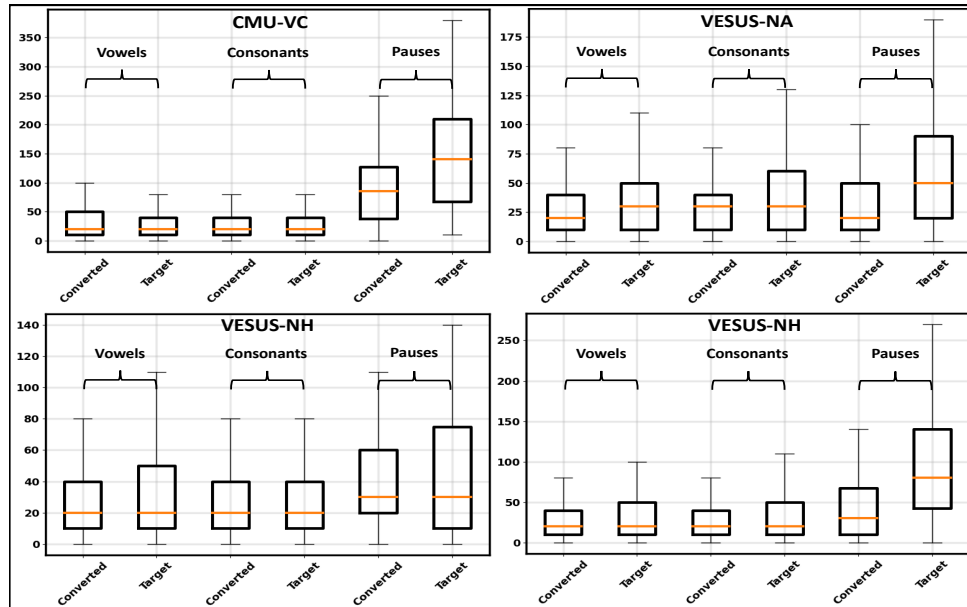 CMU-VC
Vowels Consonants Pauses
350
300
250
200
150
100
50
0
Converted Target Converted Target Converted Target
VESUS-NA
Vowels Consonants Pauses
175
150
125
100
75
50
25
0
Converted Target Converted Target Converted Target
VESUS-NH
Vowels Consonants Pauses
140
120
100
80
60
40
20
0
Converted Target Converted Target Converted Target
VESUS-NH
Vowels Consonants Pauses
250
200
150
100
50
0
Converted Target Converted Target Converted Target